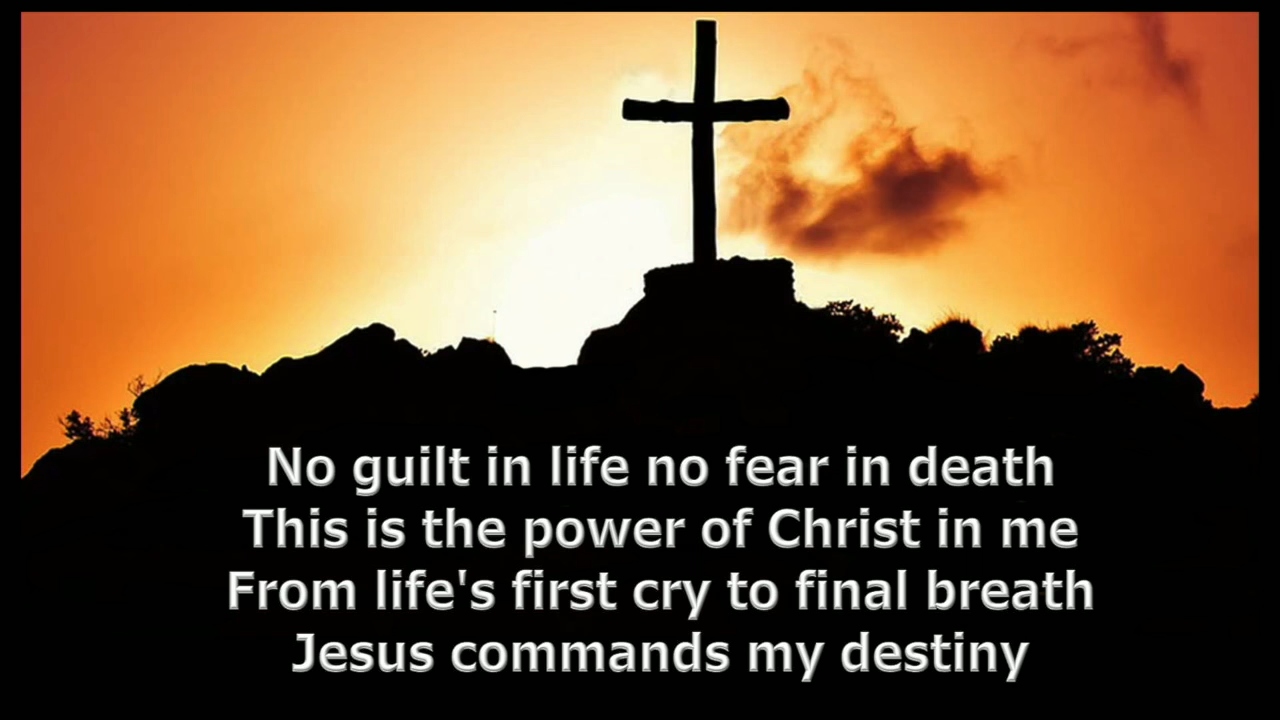 No guilt in life no fear in death
This is the power of Christ in me
From life's first cry to final breath
Jesus commands my destiny